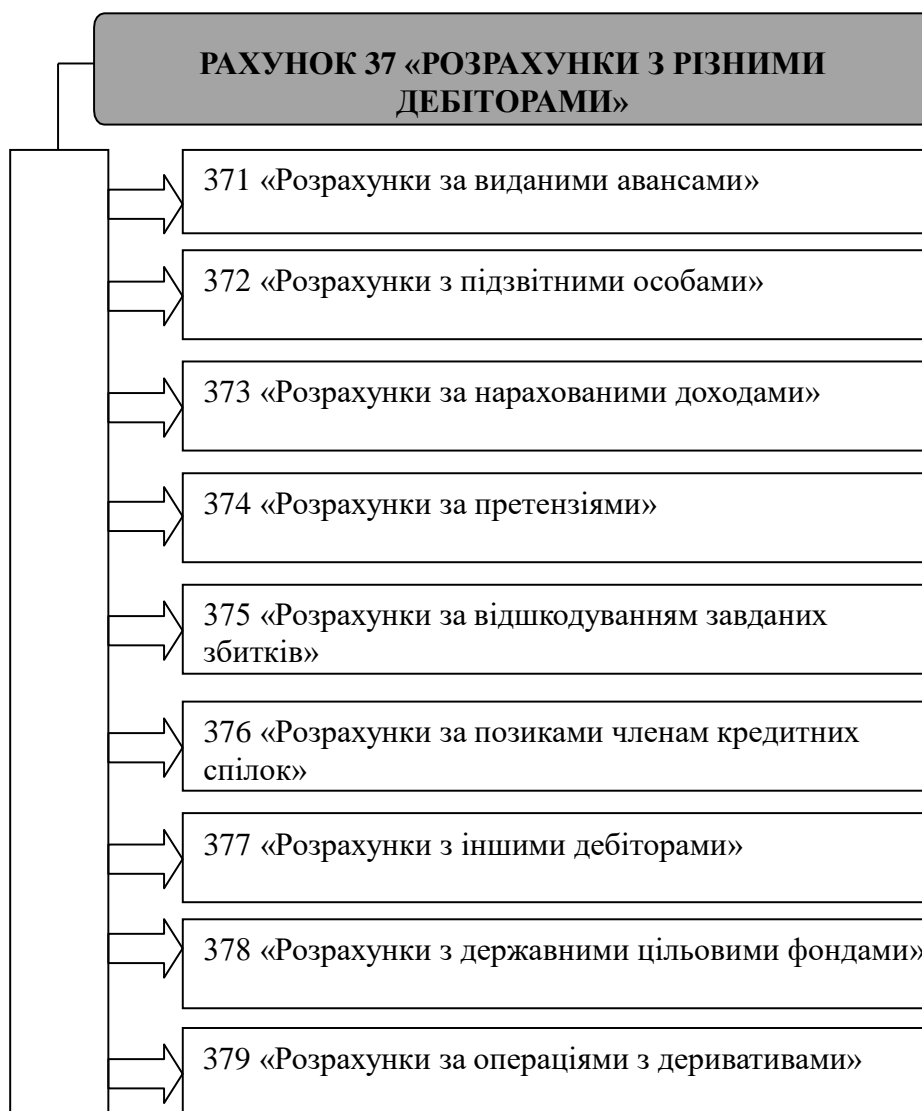 РАХУНОК 37 «РОЗРАХУНКИ З РІЗНИМИ
ДЕБІТОРАМИ»
371 «Розрахунки за виданими авансами»
372 «Розрахунки з підзвітними особами»
373 «Розрахунки за нарахованими доходами»
374 «Розрахунки за претензіями»
375 «Розрахунки за відшкодуванням завданих
збитків»
376 «Розрахунки за позиками членам кредитних
спілок»
377 «Розрахунки з іншими дебіторами»
378 «Розрахунки з державними цільовими фондами»
379 «Розрахунки за операціями з деривативами»